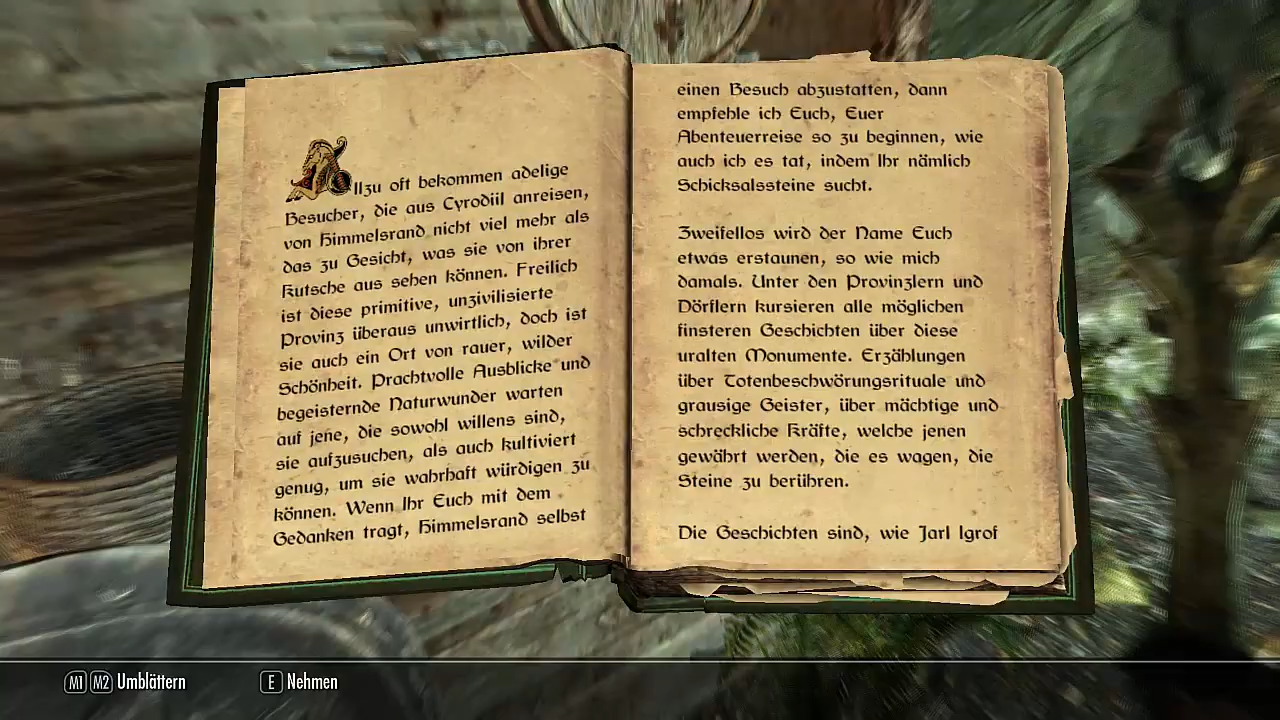 Allzu oft bekommen adelige
Besucher, die aus Cyrodiil anreisen,
von Himmelsrand nicht viel mehr als
das zu Gesicht, was sie von ihrer
Kutsche aus sehen können. Freilich
ist diese primitive, unzivilisierte
Provinz überaus unwirtlich, doch ist
sie auch ein Ort von rauer, wilder
Schönheit. Prachtvolle Ausblicke und
begeisternde Naturwunder warten
auf jene, die sowohl willens sind,
sie aufzusuchen, als auch kultiviert
genug, um sie wahrhaft würdigen zu
können. Wenn Ihr Euch mit dem
Gedanken tragt, Himmelsrand selbst
einen Besuch abzustatten, dann
empfehle ich Euch, Euer
Abenteuerreise so zu beginnen, wie
auch ich es tat, indem Ihr nämlich
Schicksalssteine sucht.
Zweifellos wird der Name Euch
etwas erstaunen, so wie mich
damals. Unter den Provinzlern und
Dörflern kursieren alle möglichen
finsteren Geschichten über diese
uralten Monumente. Erzählungen
über Totenbeschwörungsrituale und
grausige Geister, über mächtige und
schreckliche Kräfte, welche jenen
gewährt werden, die es wagen, die
Steine zu berühren.
Die Geschichten sind, wie Jarl Igrof
M1 M2 Umblättern E Nehmen